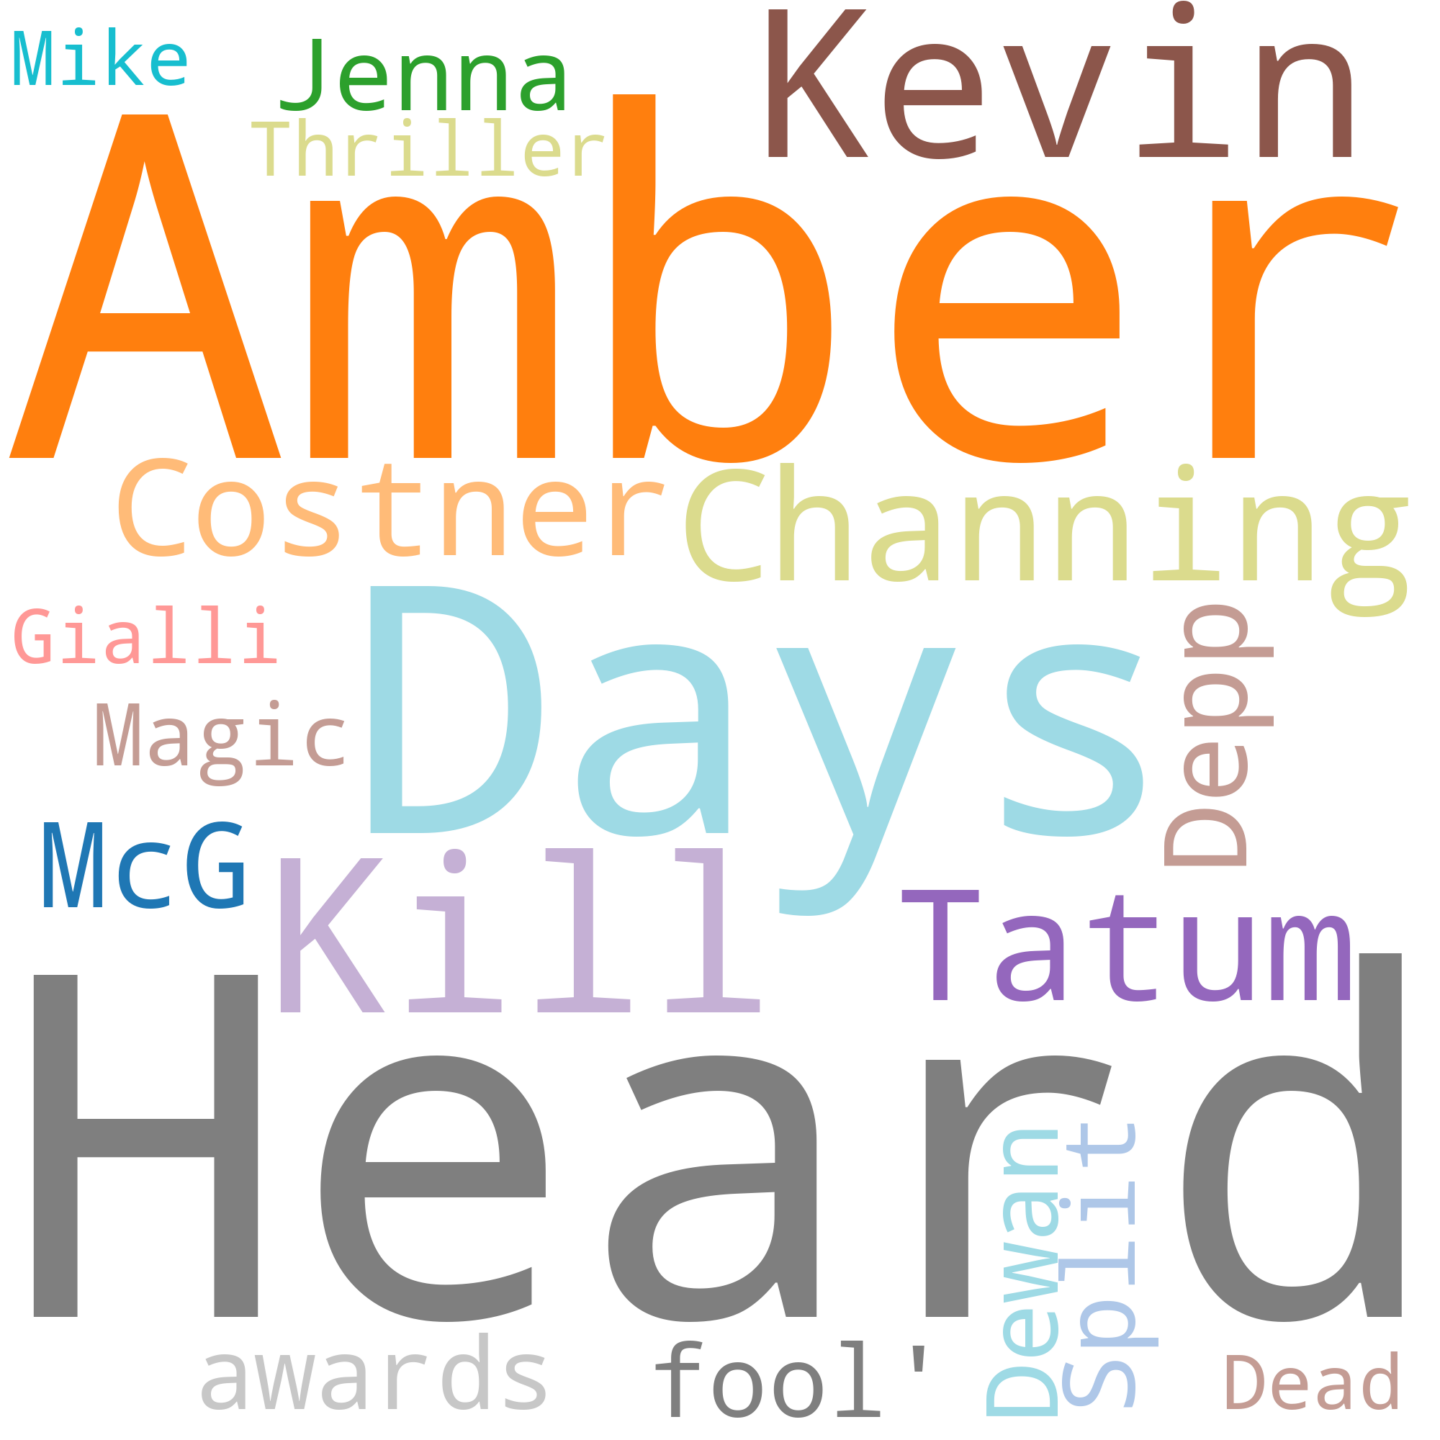 Mike
Jenna
Kevin
Thriller
Amber
Costner
Channing
Gialli
Days
Depp
Magic
McG
Kill
Tatum
Heard
Dewan
Split
awards
fool'
Dead